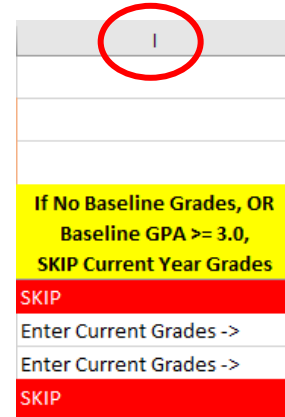 I
If No Baseline Grades, OR
Baseline GPA >= 3.0,
SKIP Current Year Grades
SKIP
Enter Current Grades ->
Enter Current Grades ->
SKIP